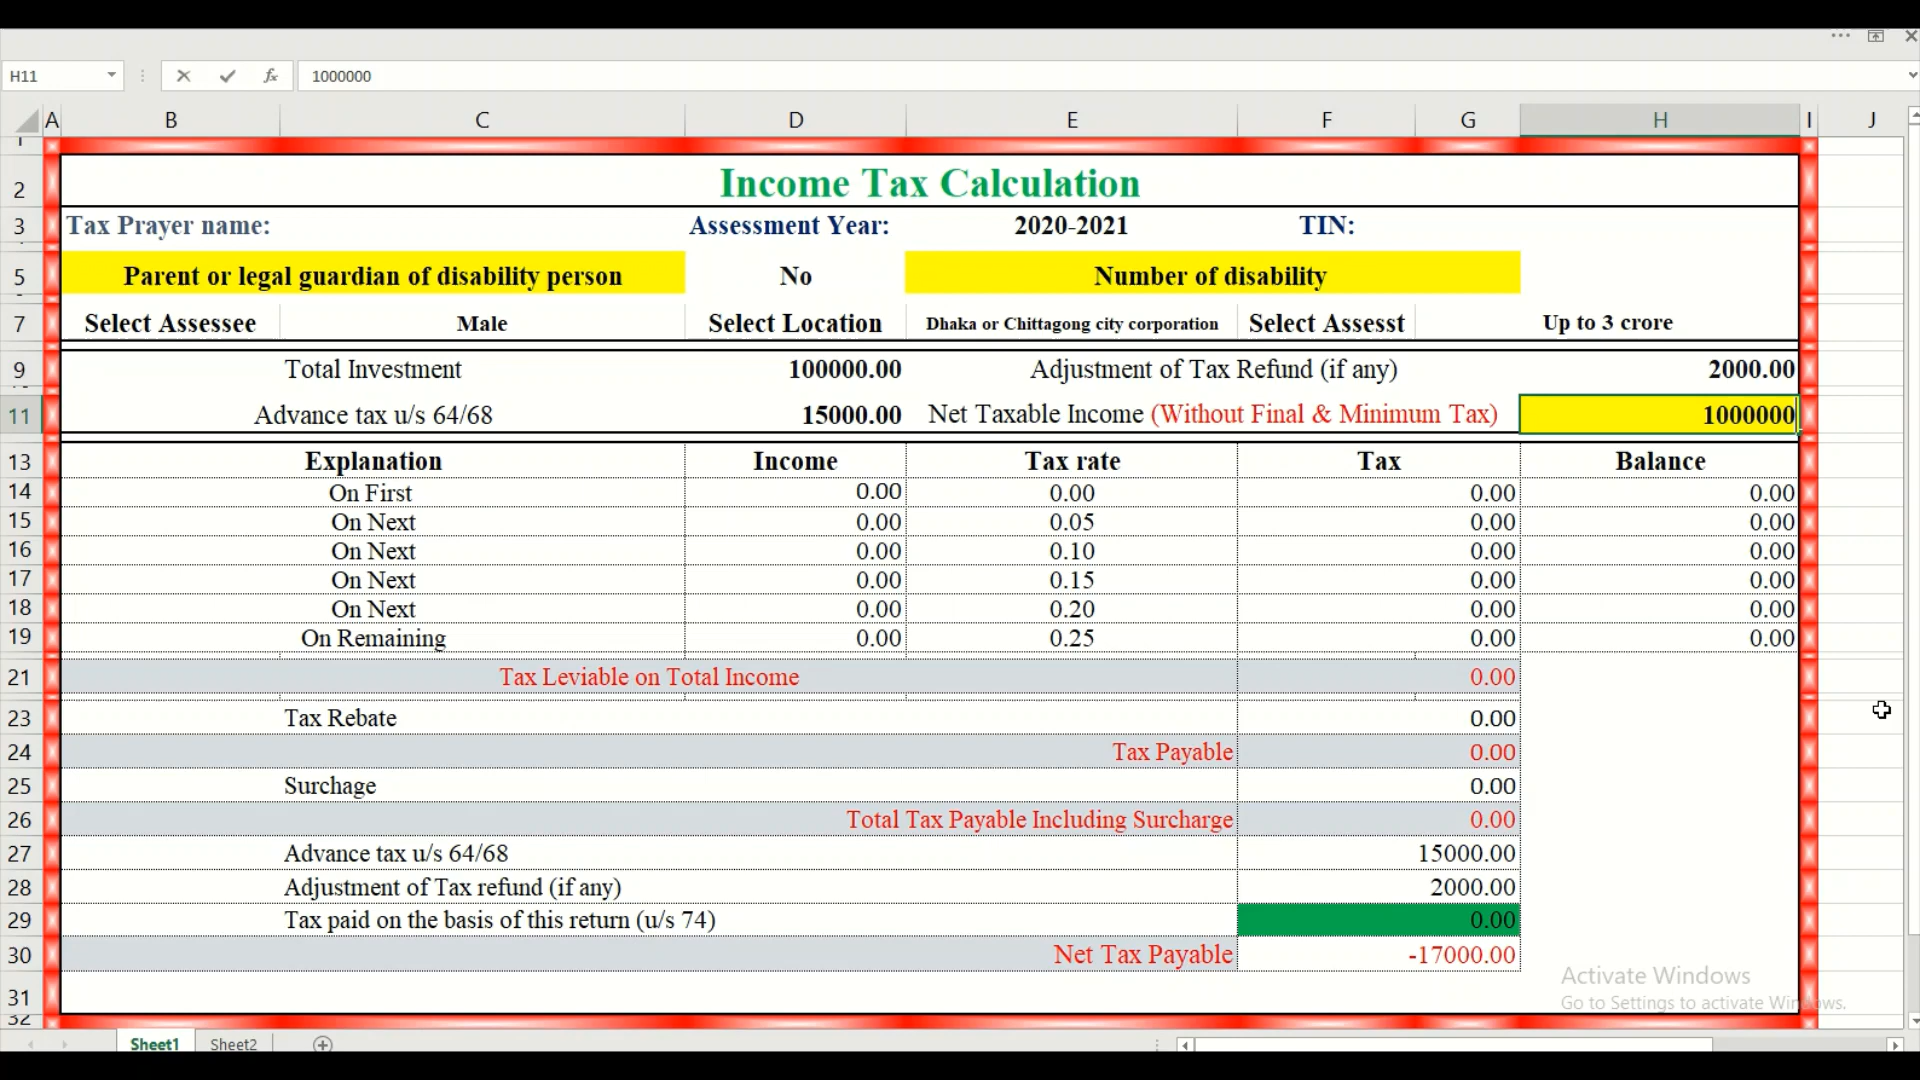 H11 fx 1000000
A B C D E F G H I J
Income Tax Calculation
2
3 Tax Prayer name: Assessment Year: 2020-2021 TIN:
5 Parent or legal guardian of disability person No Number of disability
7 Select Assessee Male Select Location Dhaka or Chittagong city corporation Select Assesst Up to 3 crore
9 Total Investment 100000.00 Adjustment of Tax Refund (if any) 2000.00
11 Advance tax u/s 64/68 15000.00 Net Taxable Income (Without Final & Minimum Tax) 1000000
13 Explanation Income Tax rate Tax Balance
14 On First 0.00 0.00 0.00 0.00
15 On Next 0.00 0.05 0.00 0.00
16 On Next 0.00 0.10 0.00 0.00
17 On Next 0.00 0.15 0.00 0.00
18 On Next 0.00 0.20 0.00 0.00
19 On Remaining 0.00 0.25 0.00 0.00
21 Tax Leviable on Total Income 0.00
23 Tax Rebate 0.00
24 Tax Payable 0.00
25 Surchage 0.00
26 Total Tax Payable Including Surcharge 0.00
27 Advance tax u/s 64/68 15000.00
28 Adjustment of Tax refund (if any) 2000.00
29 Tax paid on the basis of this return (u/s 74) 0.00
30 Net Tax Payable -17000.00
Activate Windows
31 Go to Settings to activate Windows.
32
Sheet1 Sheet2